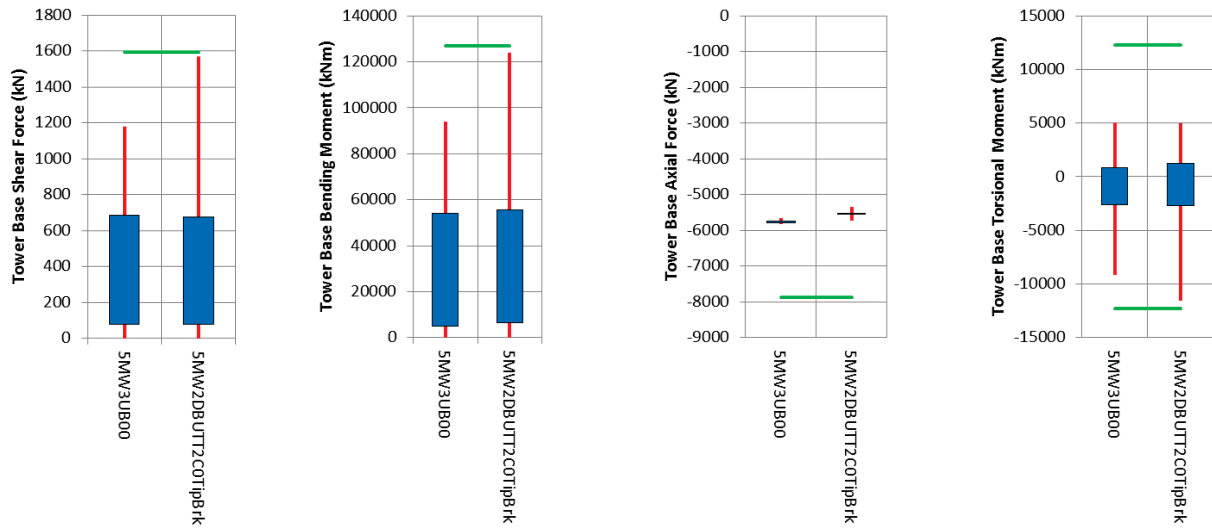 Tower Base Shear Force (kN)
1800
1600
1400
1200
1000
800
600
400
200
0
5MW3UB00
5MW2DBUTT2C0TipBrk
Tower Base Bending Moment (kNm)
140000
120000
100000
80000
60000
40000
20000
0
5MW3UB00
5MW2DBUTT2C0TipBrk
Tower Base Axial Force (kN)
0
-1000
-2000
-3000
-4000
-5000
-6000
-7000
-8000
-9000
5MW3UB00
5MW2DBUTT2C0TipBrk
Tower Base Torsional Moment (kNm)
15000
10000
5000
0
-5000
-10000
-15000
5MW3UB00
5MW2DBUTT2C0TipBrk